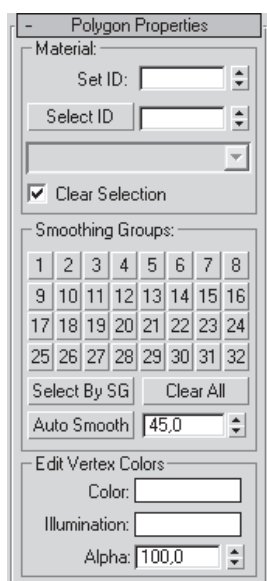 - Polygon Properties
Material:
Set ID:
Select ID
Clear Selection
Smoothing Groups:
1 2 3 4 5 6 7 8
9 10 11 12 13 14 15 16
17 18 19 20 21 22 23 24
25 26 27 28 29 30 31 32
Select By SG Clear All
Auto Smooth 45,0
Edit Vertex Colors
Color:
Illumination:
Alpha: 100,0